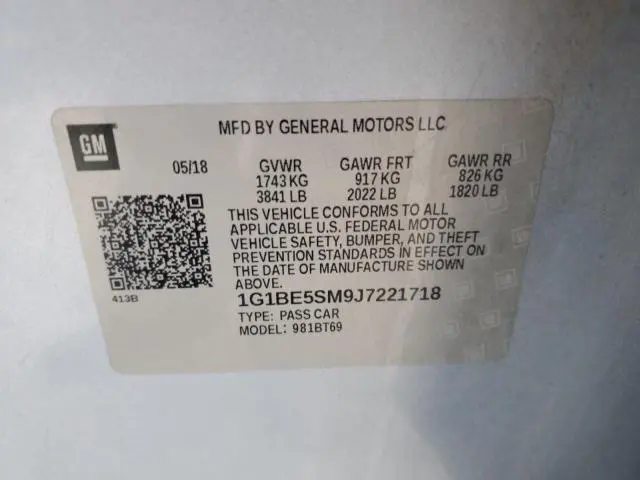 GM
MFD BY GENERAL MOTORS LLC
05/18 GVWR GAWR FRT GAWR RR
1743 KG 917 KG 826 KG
3841 LB 2022 LB 1820 LB
THIS VEHICLE CONFORMS TO ALL
APPLICABLE U.S. FEDERAL MOTOR
VEHICLE SAFETY, BUMPER, AND THEFT
PREVENTION STANDARDS IN EFFECT ON
THE DATE OF MANUFACTURE SHOWN
ABOVE.
413B
1G1BE5SM9J7221718
TYPE: PASS CAR
MODEL: 981BT69